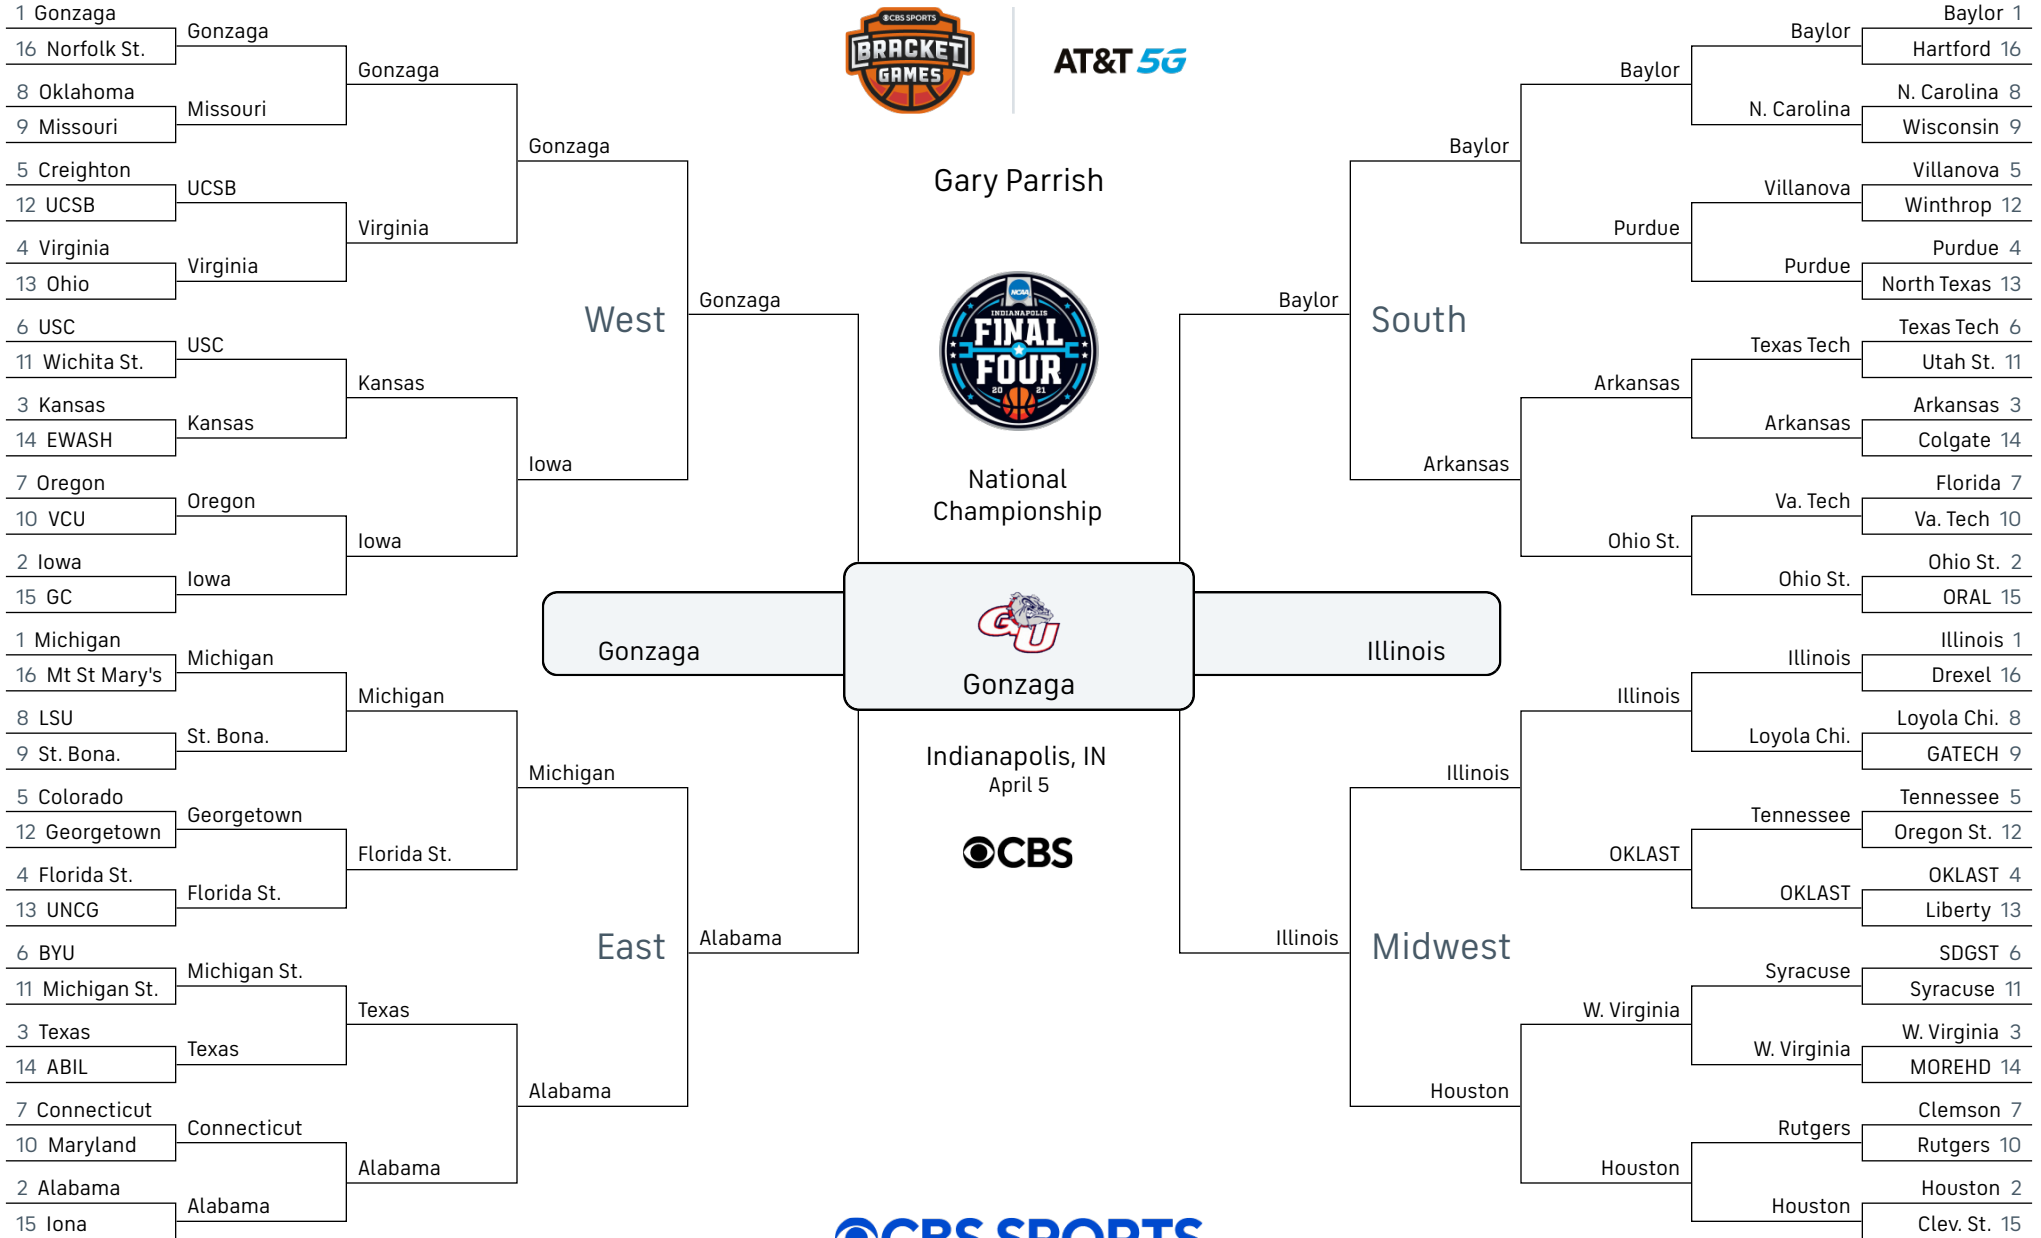 1 Gonzaga
16 Norfolk St.
8 Oklahoma
9 Missouri
5 Creighton
12 UCSB
4 Virginia
13 Ohio
6 USC
11 Wichita St.
3 Kansas
14 EWASH
7 Oregon
10 VCU
2 Iowa
15 GC
1 Michigan
16 Mt St Mary's
8 LSU
9 St. Bona.
5 Colorado
12 Georgetown
4 Florida St.
13 UNCG
6 BYU
11 Michigan St.
3 Texas
14 ABIL
7 Connecticut
10 Maryland
2 Alabama
15 Iona
Gonzaga
Missouri
UCSB
Virginia
USC
Kansas
Oregon
Iowa
Michigan
St. Bona.
Georgetown
Florida St.
Michigan St.
Texas
Connecticut
Alabama
Gonzaga
Virginia
Kansas
Iowa
Michigan
Florida St.
Texas
Alabama
Gonzaga
Iowa
Michigan
Alabama
West
East
Gonzaga
Alabama
CBS SPORTS
BRACKET
GAMES
AT&T 5G
Gary Parrish
NCAA
INDIANAPOLIS
FINAL
FOUR
20 21
National
Championship
Gonzaga
GU
Gonzaga
Illinois
Indianapolis, IN
April 5
CBS
CBS SPORTS
Baylor
Illinois
South
Midwest
Baylor
Arkansas
Illinois
Houston
Baylor
Purdue
Arkansas
Ohio St.
Illinois
OKLAST
W. Virginia
Houston
Baylor
N. Carolina
Villanova
Purdue
Texas Tech
Arkansas
Va. Tech
Ohio St.
Illinois
Loyola Chi.
Tennessee
OKLAST
Syracuse
W. Virginia
Rutgers
Houston
Baylor 1
Hartford 16
N. Carolina 8
Wisconsin 9
Villanova 5
Winthrop 12
Purdue 4
North Texas 13
Texas Tech 6
Utah St. 11
Arkansas 3
Colgate 14
Florida 7
Va. Tech 10
Ohio St. 2
ORAL 15
Illinois 1
Drexel 16
Loyola Chi. 8
GATECH 9
Tennessee 5
Oregon St. 12
OKLAST 4
Liberty 13
SDGST 6
Syracuse 11
W. Virginia 3
MOREHD 14
Clemson 7
Rutgers 10
Houston 2
Clev. St. 15